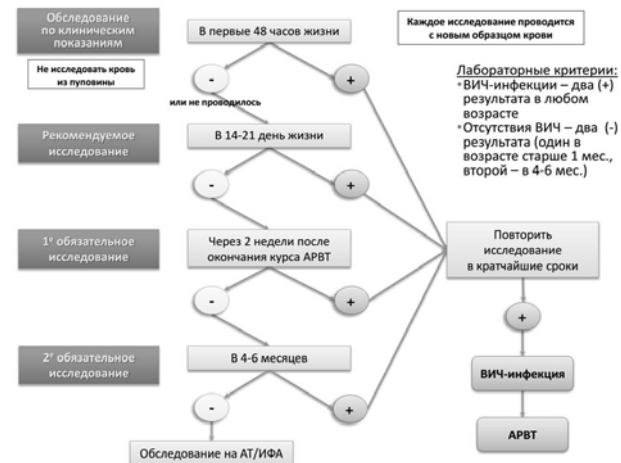 Обследование
по клиническим
показаниям
В первые 48 часов жизни
Каждое исследование проводится
с новым образцом крови
Не исследовать кровь
из пуповины
-
+
или не проводилось
Лабораторные критерии:
•ВИЧ-инфекции – два (+)
результата в любом
возрасте
•Отсутствия ВИЧ – два (-)
результата (один в
возрасте старше 1 мес.,
второй – в 4-6 мес.)
Рекомендуемое
исследование
В 14-21 день жизни
-
+
1е обязательное
исследование
Через 2 недели после
окончания курса АРВТ
Повторить
исследование
в кратчайшие сроки
-
+
+
2е обязательное
исследование
В 4-6 месяцев
ВИЧ-инфекция
-
+
АРВТ
Обследование на АТ/ИФА